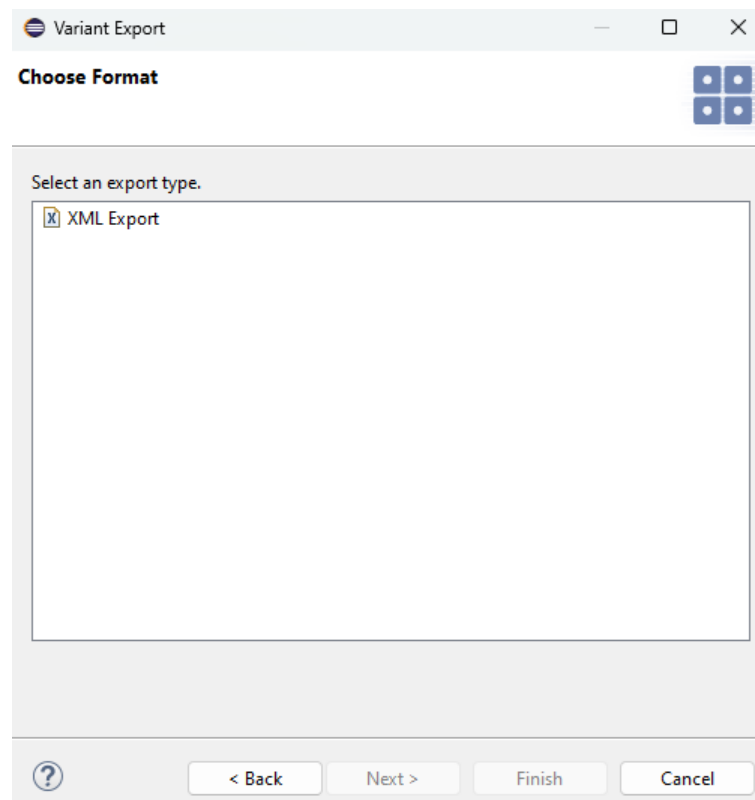 Variant Export
Choose Format
Select an export type.
XML Export
< Back
Next >
Finish
Cancel